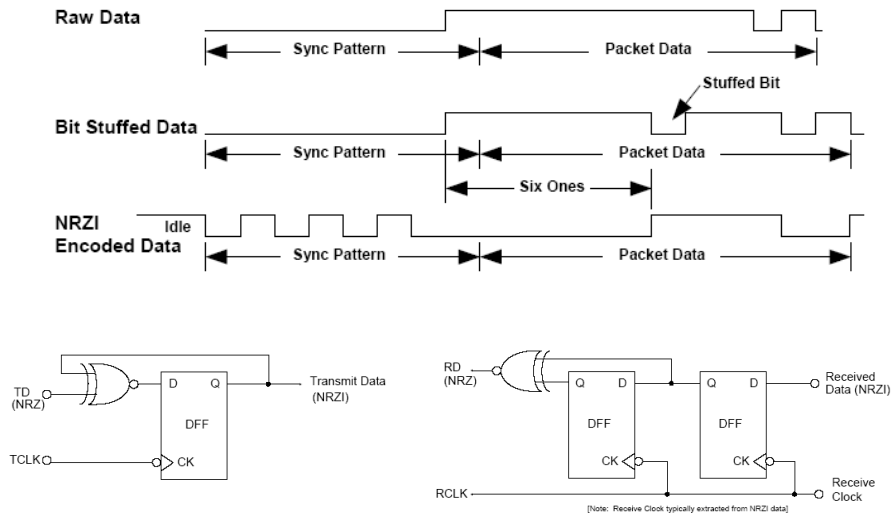 Raw Data
Sync Pattern Packet Data
Stuffed Bit
Bit Stuffed Data
Sync Pattern Packet Data
Six Ones
NRZI
Encoded Data
Idle
Sync Pattern Packet Data
TD
(NRZ)
D Q
DFF
CK
TCLK
Transmit Data
(NRZI)
RD
(NRZ)
Q D
DFF
CK
Q D
DFF
CK
Received
Data (NRZI)
RCLK
Receive
Clock
[Note: Receive Clock typically extracted from NRZI data]